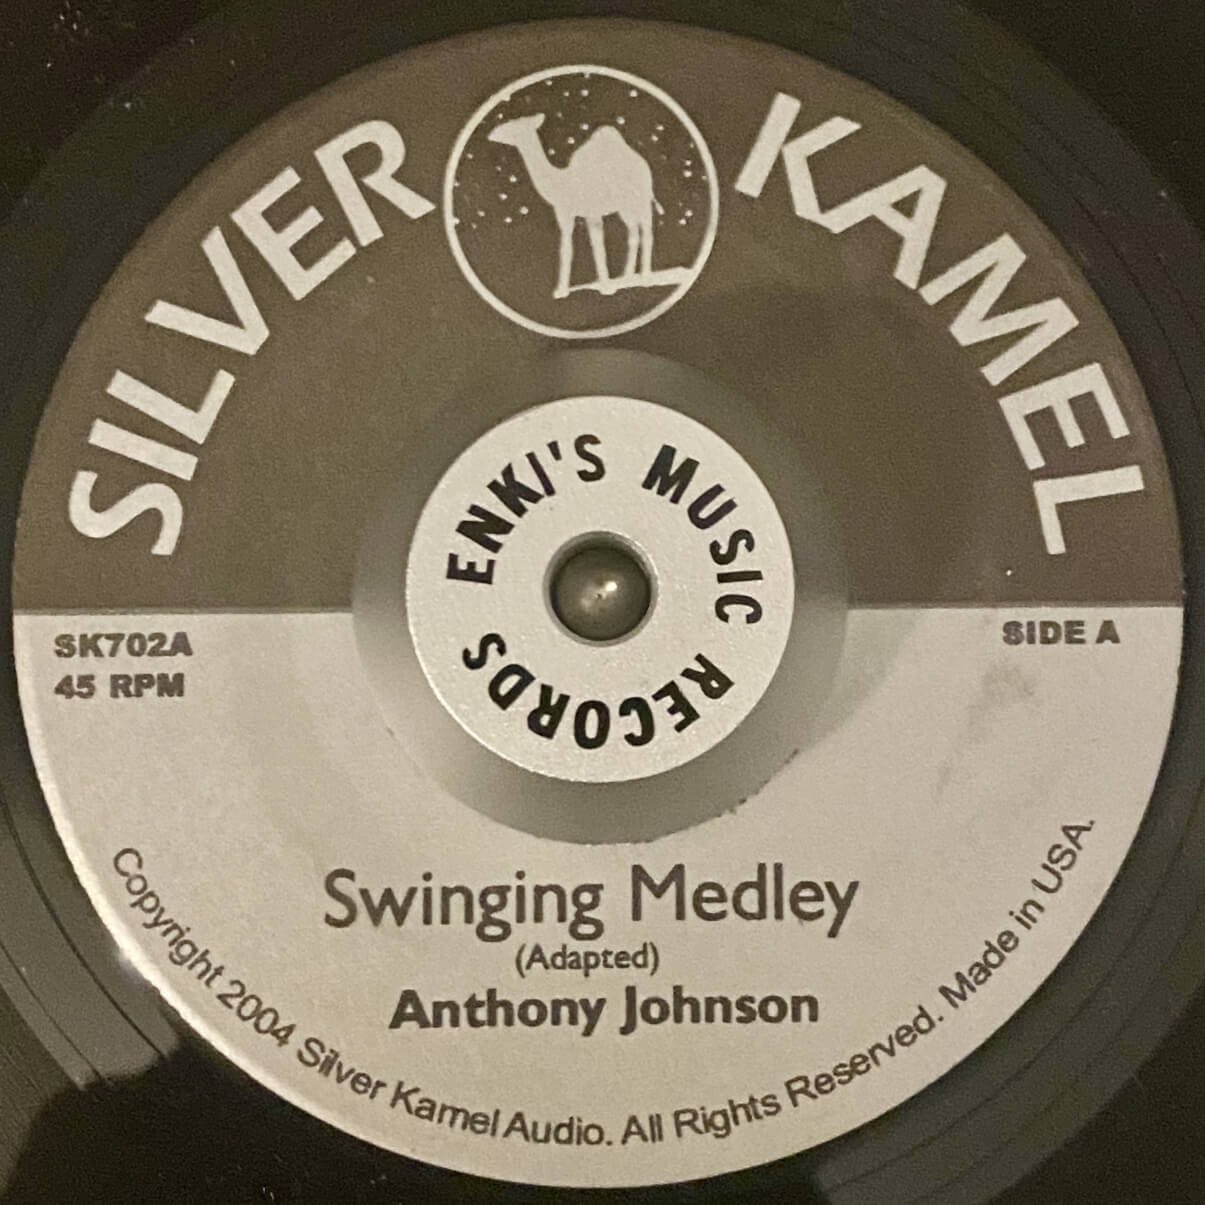 SILVER KAMEL
ENKI'S MUSIC RECORDS
SK702A
45 RPM
SIDE A
Swinging Medley
(Adapted)
Anthony Johnson
Copyright 2004 Silver Kamel Audio. All Rights Reserved. Made in USA.